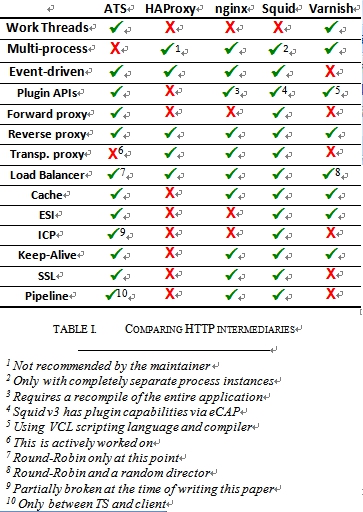 ATS HAProxy nginx Squid Varnish
Work Threads ✓ X X X ✓
Multi-process X ✓1 ✓ ✓2 ✓
Event-driven ✓ ✓ ✓ ✓ X
Plugin APIs ✓ X ✓3 ✓4 ✓5
Forward proxy ✓ X X ✓ X
Reverse proxy ✓ ✓ ✓ ✓ ✓
Transp. proxy X6 ✓ ✓ ✓ X
Load Balancer ✓7 ✓ ✓ ✓ ✓8
Cache ✓ X ✓ ✓ ✓
ESI ✓ X X ✓ ✓
ICP ✓9 X X ✓ X
Keep-Alive ✓ X ✓ ✓ ✓
SSL ✓ X ✓ ✓ X
Pipeline ✓10 X ✓ ✓ X
TABLE I. COMPARING HTTP INTERMEDIARIES
1 Not recommended by the maintainer
2 Only with completely separate process instances
3 Requires a recompile of the entire application
4 Squid v3 has plugin capabilities via eCAP
5 Using VCL scripting language and compiler
6 This is actively worked on
7 Round-Robin only at this point
8 Round-Robin and a random director
9 Partially broken at the time of writing this paper
10 Only between TS and client